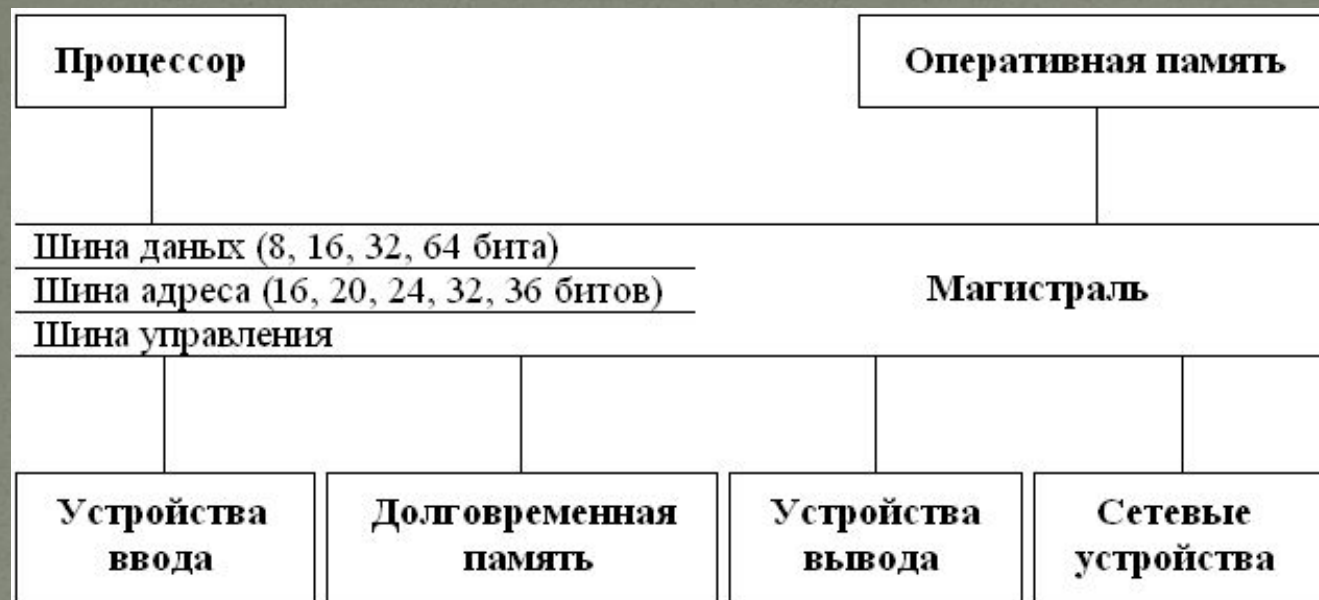 Процессор
Оперативная память
Шина даных (8, 16, 32, 64 бита)
Шина адреса (16, 20, 24, 32, 36 битов)
Шина управления
Магистраль
Устройства
ввода
Долговременная
память
Устройства
вывода
Сетевые
устройства